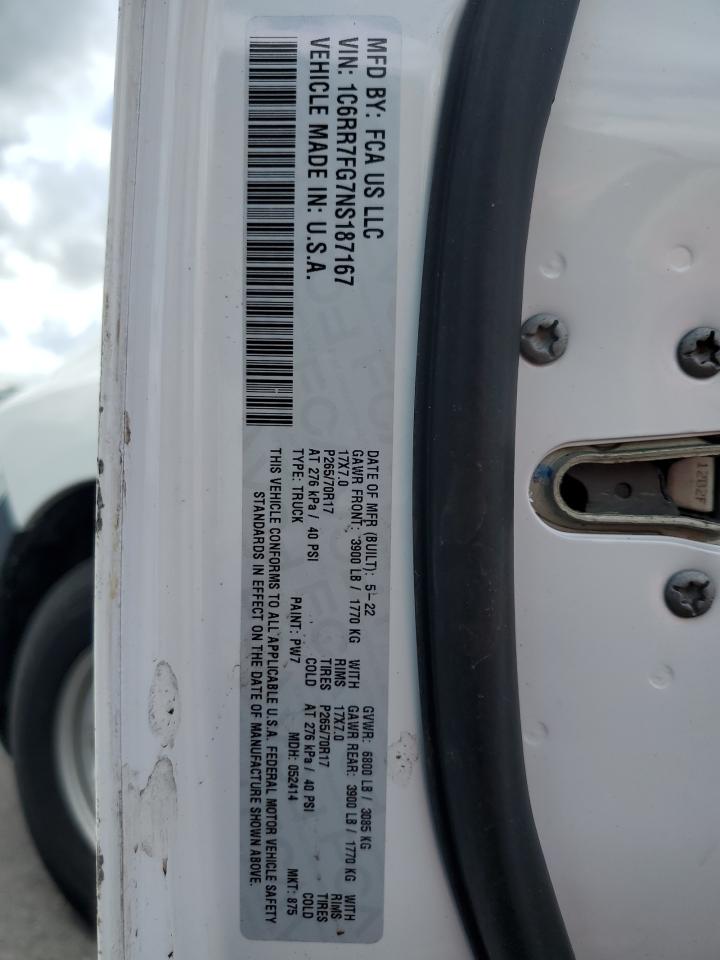 MFD BY: FCA US LLC
VIN: 1C6RR7FG7NS187167
VEHICLE MADE IN: U.S.A.
DATE OF MFR (BUILT): 5-22 GVWR: 6800 LB / 3085 KG
GAWR FRONT: 3900 LB / 1770 KG WITH GAWR REAR: 3900 LB / 1770 KG WITH
17X7.0 RIMS 17X7.0 RIMS
P265/70R17 TIRES P265/70R17 TIRES
AT 276 kPa / 40 PSI COLD AT 276 kPa / 40 PSI COLD
TYPE: TRUCK PAINT: PW7 MDH: 052414 MKT: 875
THIS VEHICLE CONFORMS TO ALL APPLICABLE U.S.A. FEDERAL MOTOR VEHICLE SAFETY
STANDARDS IN EFFECT ON THE DATE OF MANUFACTURE SHOWN ABOVE.